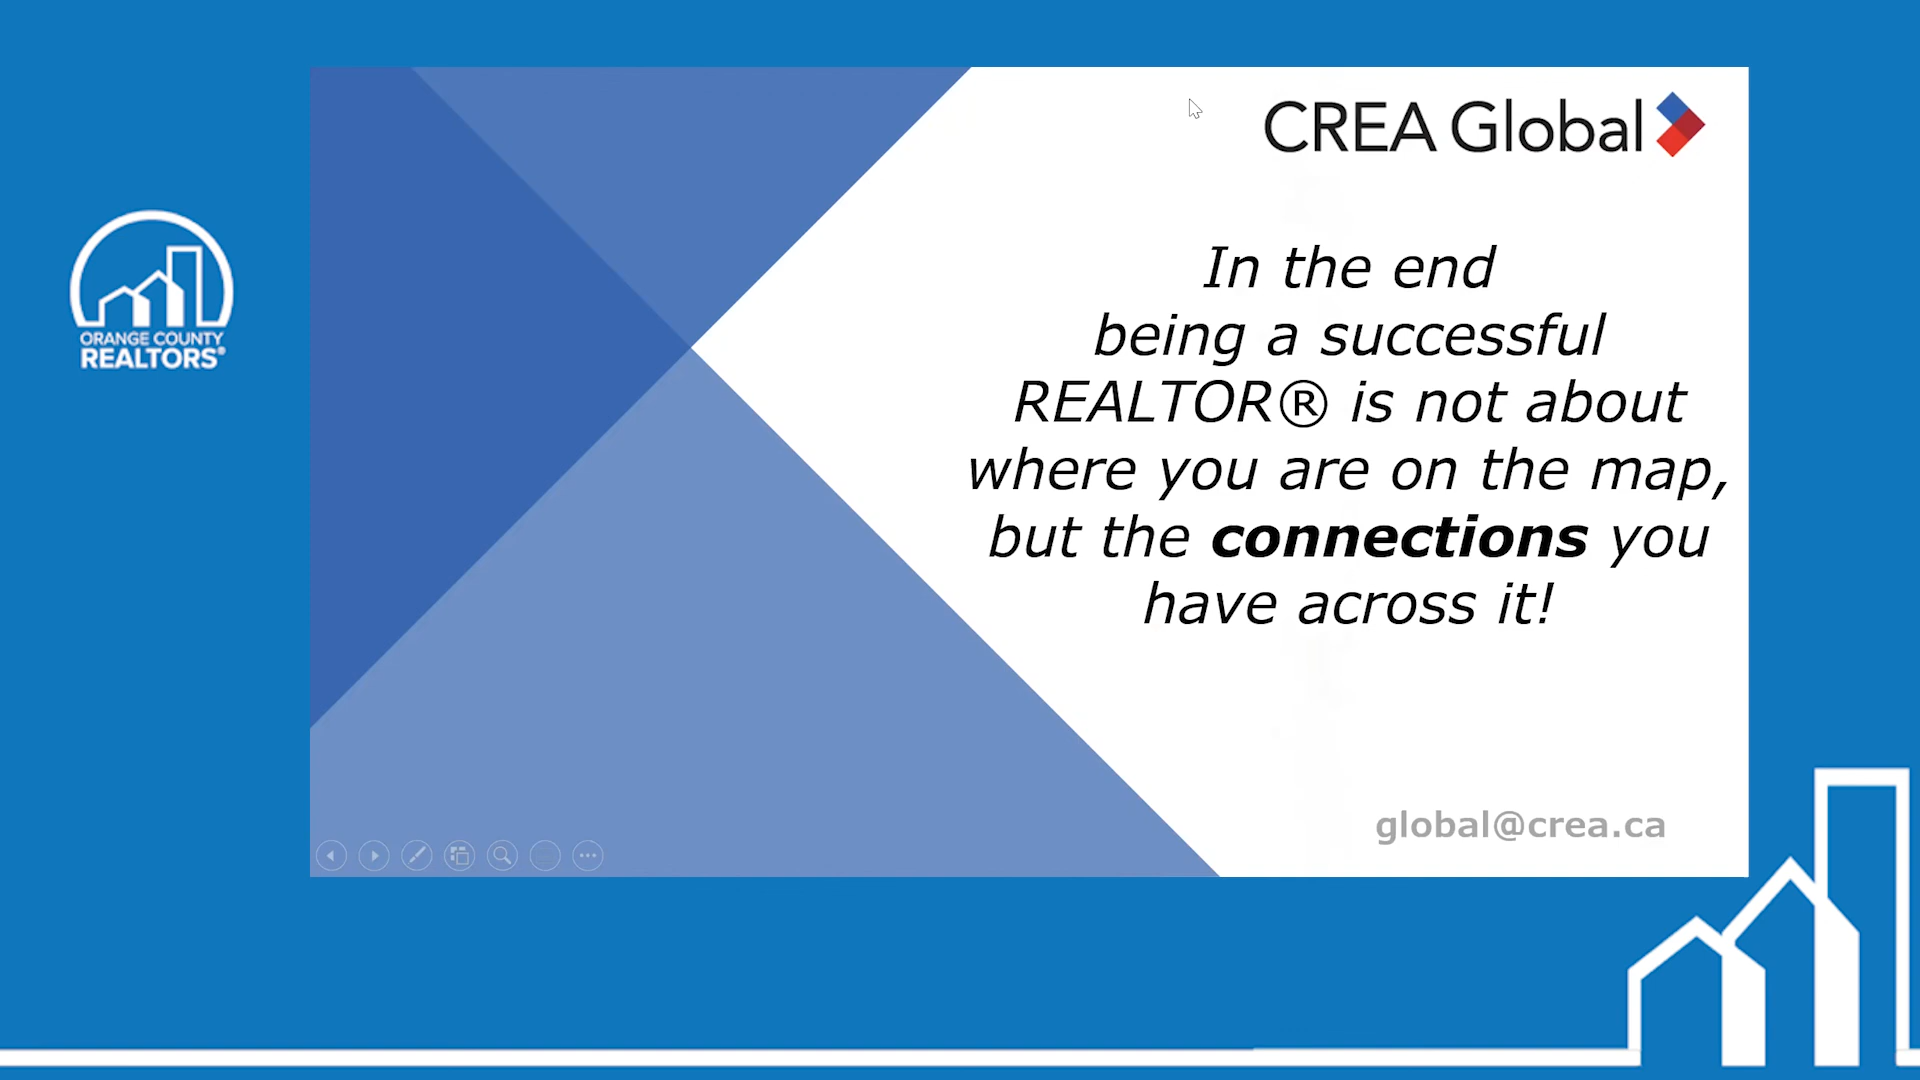 CREA Global
ORANGE COUNTY
REALTORS®
In the end
being a successful
REALTOR® is not about
where you are on the map,
but the connections you
have across it!
global@crea.ca